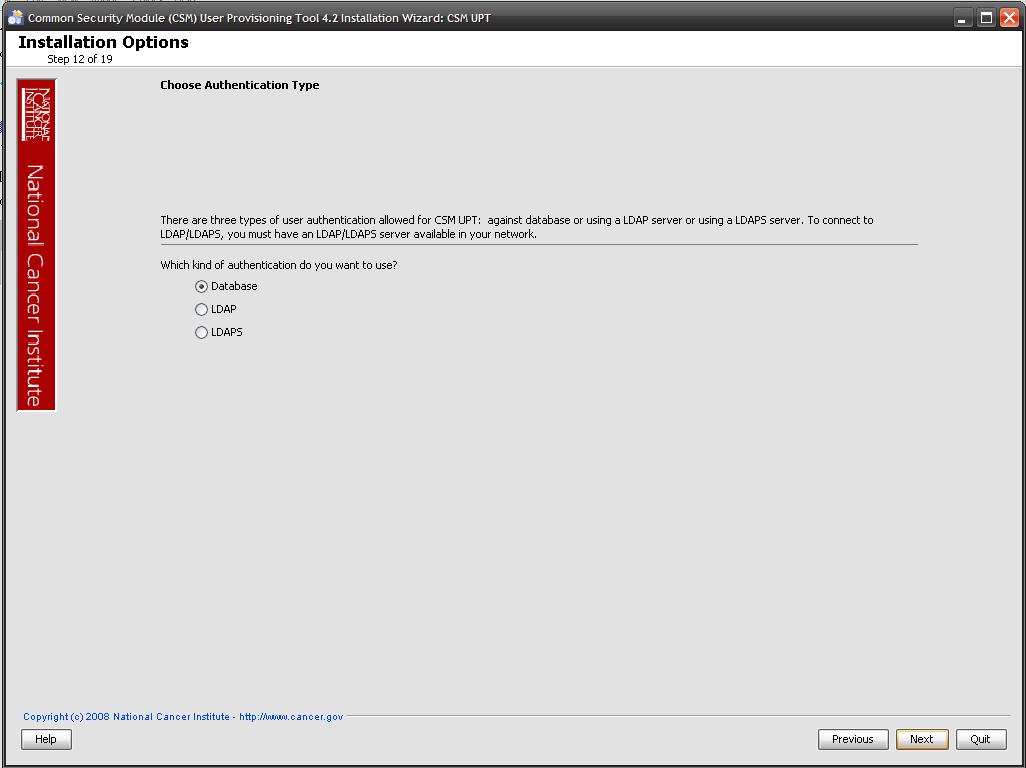 Common Security Module (CSM) User Provisioning Tool 4.2 Installation Wizard: CSM UPT
Installation Options
Step 12 of 19
NATIONAL
CANCER
INSTITUTE
National Cancer Institute
Choose Authentication Type
There are three types of user authentication allowed for CSM UPT:  against database or using a LDAP server or using a LDAPS server. To connect to
LDAP/LDAPS, you must have an LDAP/LDAPS server available in your network.
Which kind of authentication do you want to use?
Database
LDAP
LDAPS
Copyright (c) 2008 National Cancer Institute - http://www.cancer.gov
Help
Previous
Next
Quit